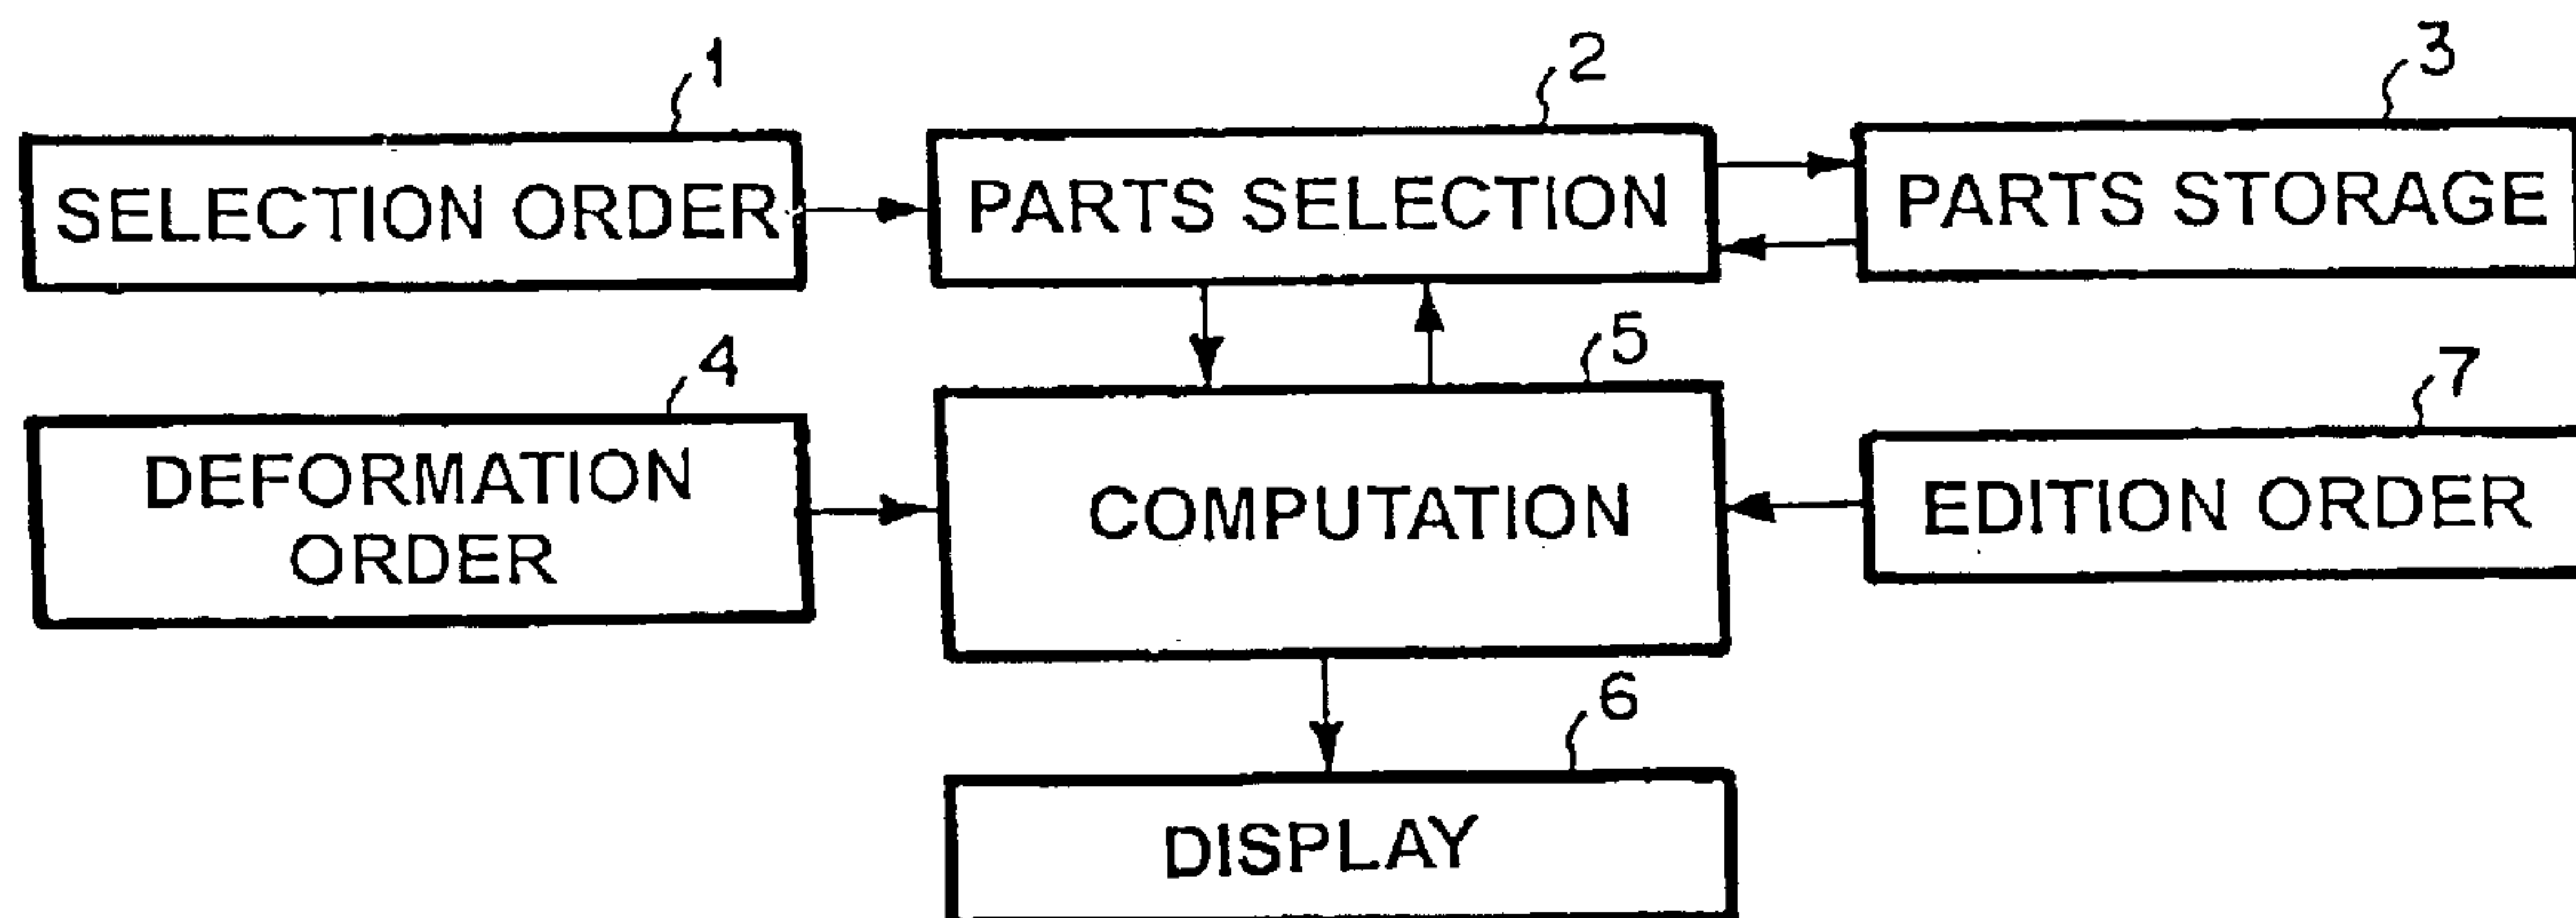 1
2
3
SELECTION ORDER
PARTS SELECTION
PARTS STORAGE
4
5
7
DEFORMATION
ORDER
COMPUTATION
EDITION ORDER
6
DISPLAY